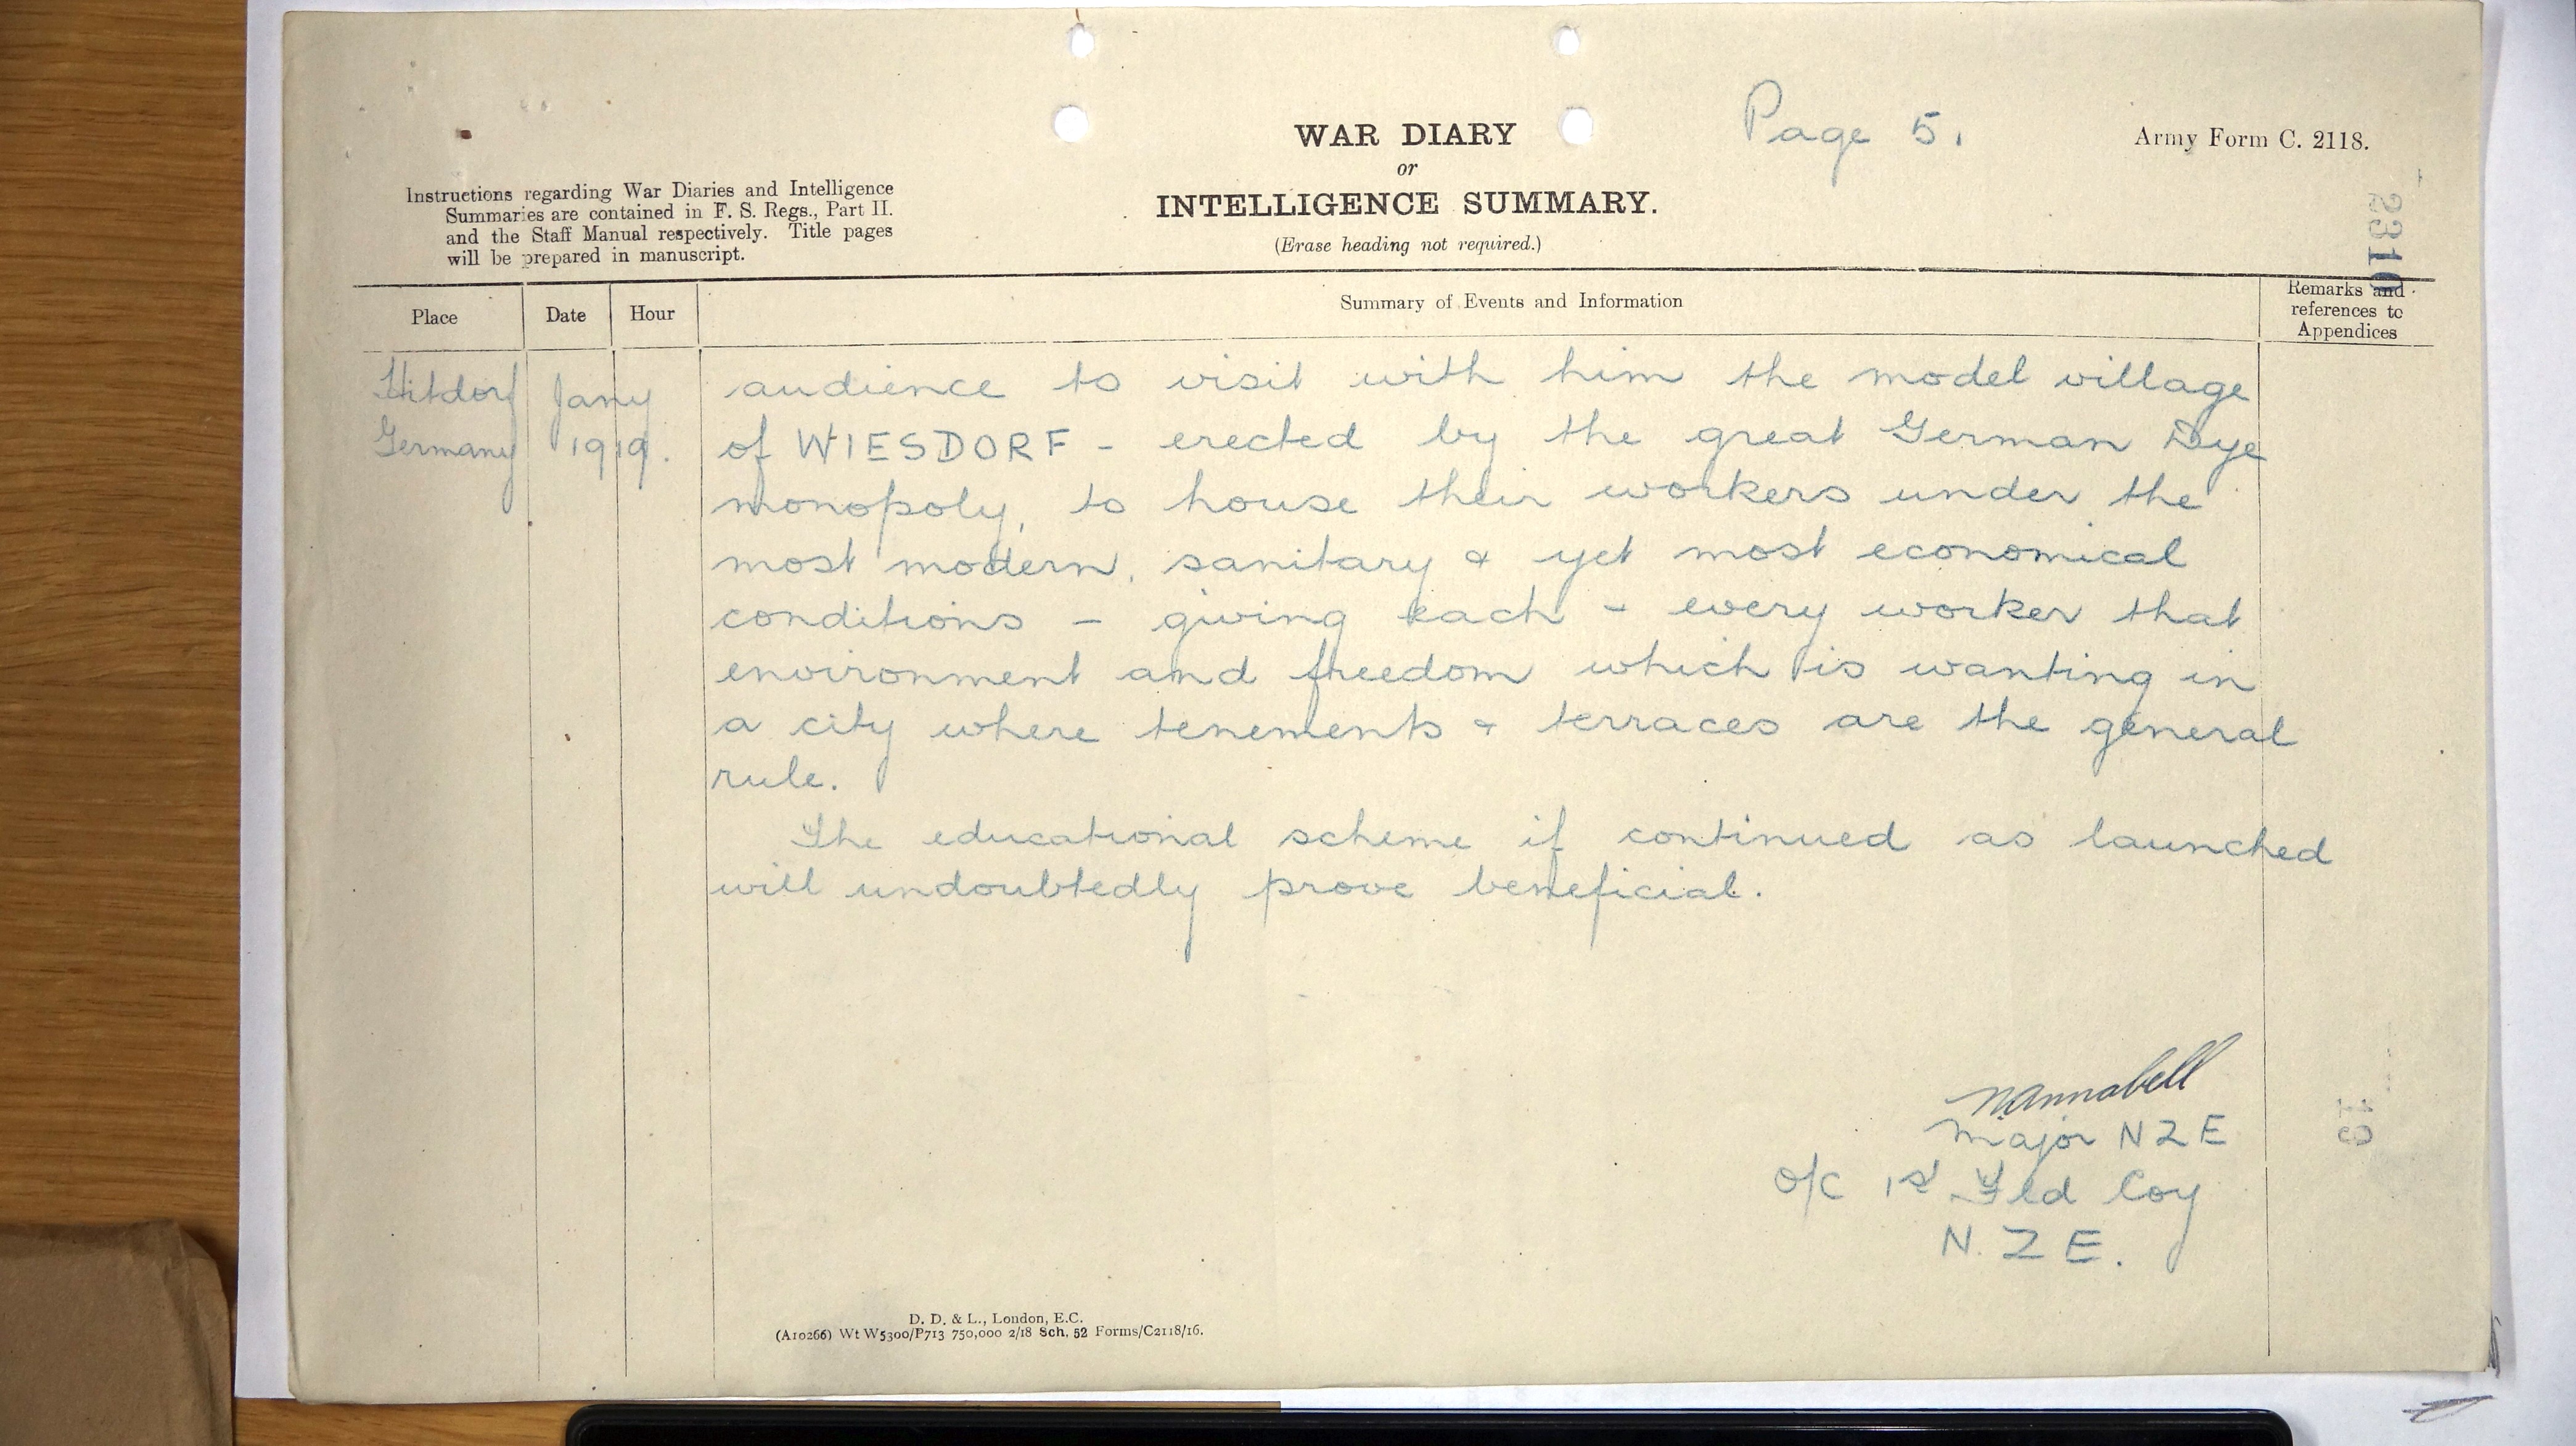 Page 5.
WAR DIARY
or
INTELLIGENCE SUMMARY.
(Erase heading not required.)
Army Form C. 2118.
Instructions regarding War Diaries and Intelligence
Summaries are contained in F. S. Regs., Part II.
and the Staff Manual respectively. Title pages
will be prepared in manuscript.
2310
Place
Date
Hour
Summary of Events and Information
Remarks and
references to
Appendices
Hitdorf
Germany
Jany
1919.
audience to visit with him the model village
of WIESDORF - erected by the great German Dye
monopoly, to house their workers under the
most modern, sanitary & yet most economical
conditions - giving each - every worker that
environment and freedom which is wanting in
a city where tenements & terraces are the general
rule.
The educational scheme if continued as launched
will undoubtedly prove beneficial.
NAnnabell
Major NZE
O/C 1st Fld Coy
N. Z E.
D. D. & L., London, E.C.
(A10266) Wt W5300/P713 750,000 2/18 Sch. 52 Forms/C2118/16.